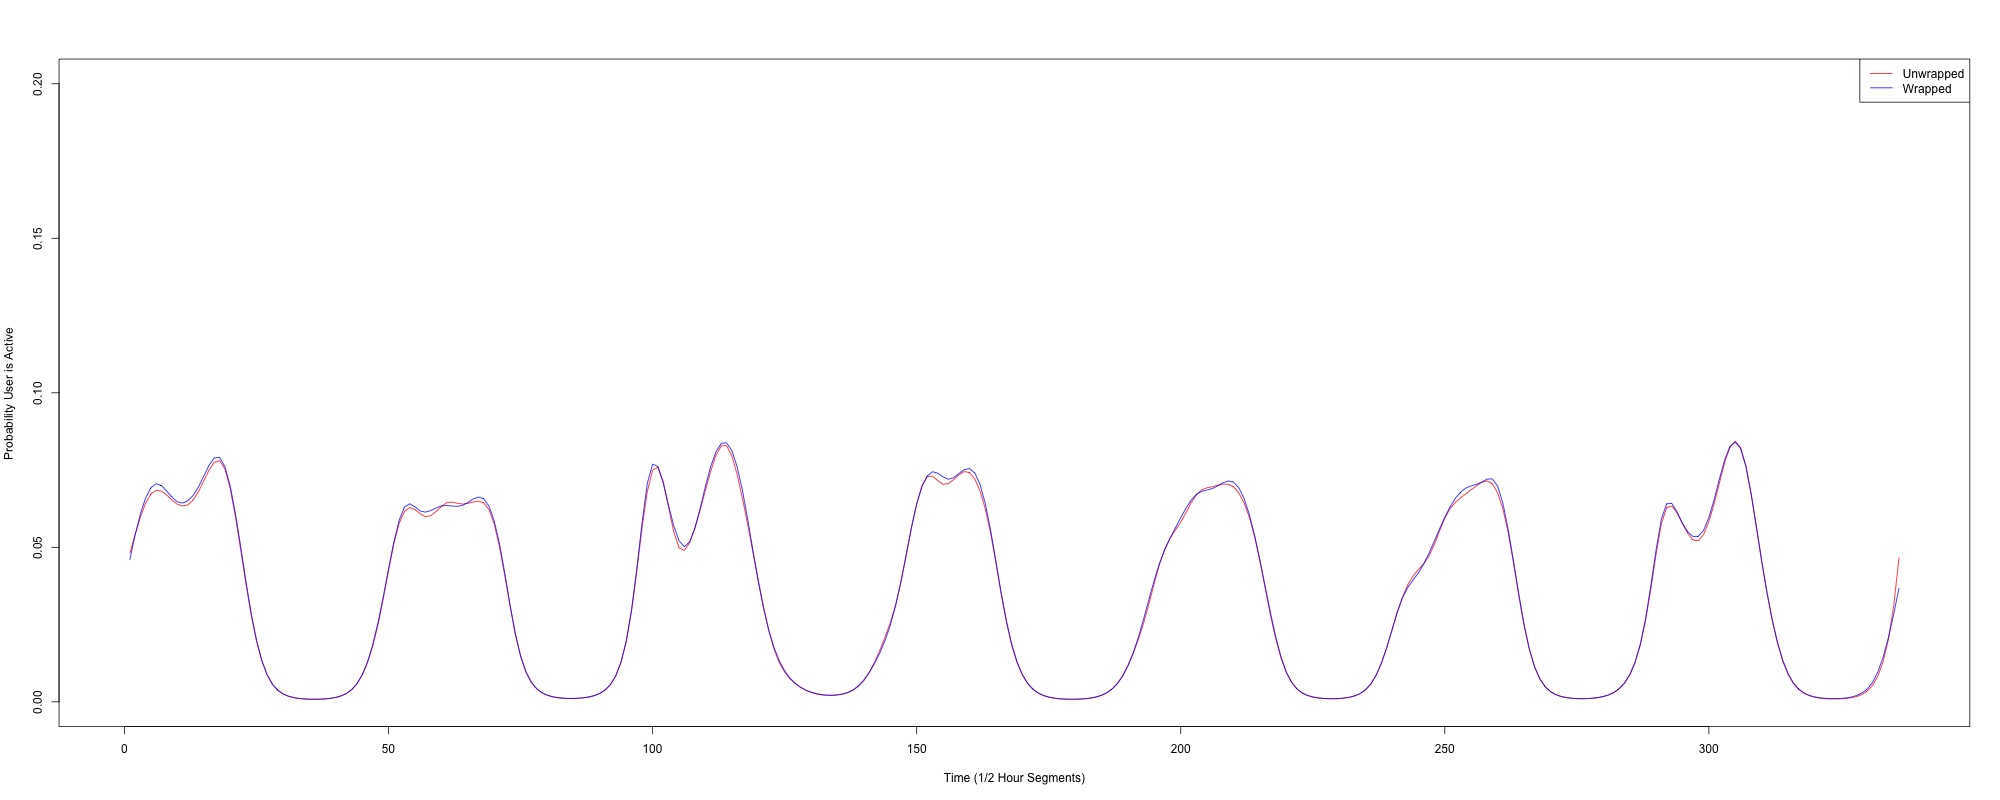 Unwrapped
Wrapped
0.20
0.15
0.10
0.05
0.00
Probability User is Active
0 50 100 150 200 250 300
Time (1/2 Hour Segments)